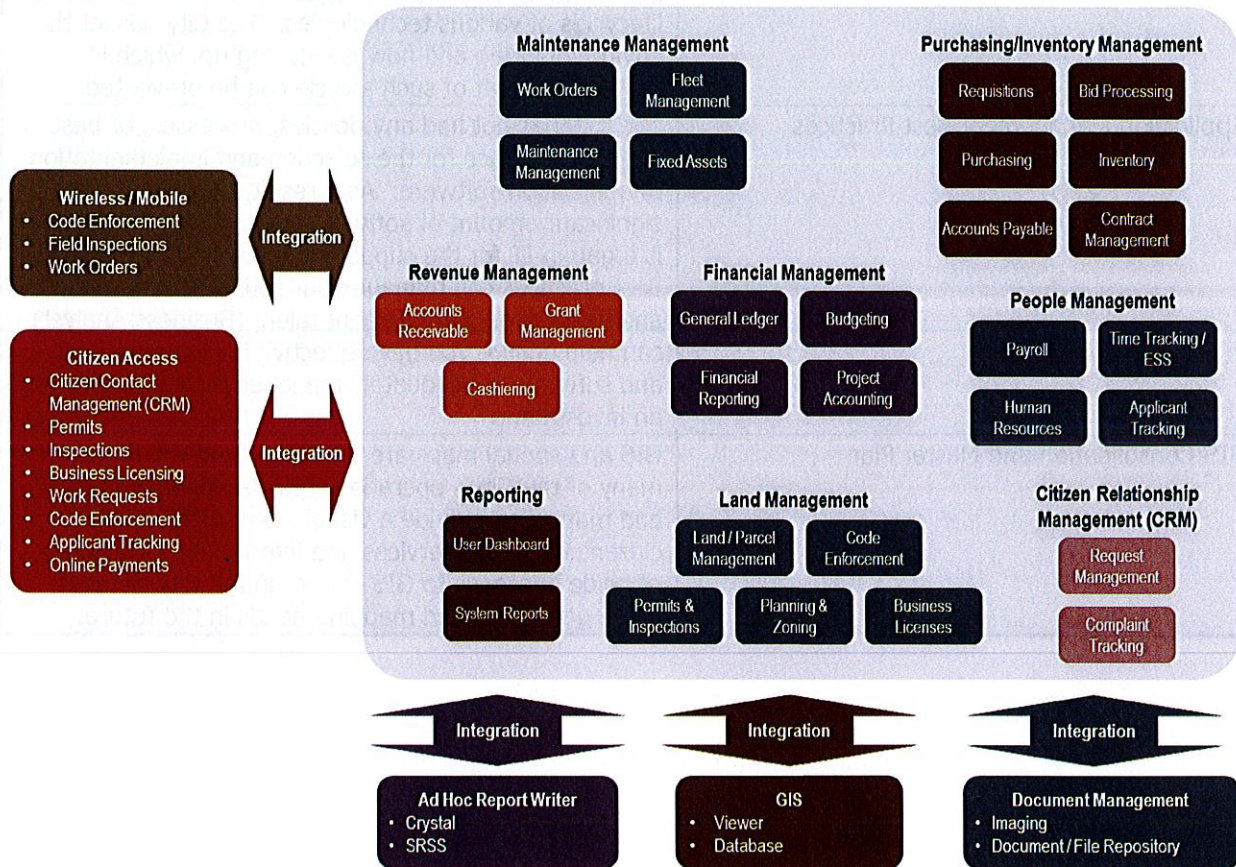 Maintenance Management
Work Orders
Fleet
Management
Maintenance
Management
Fixed Assets
Purchasing/Inventory Management
Requisitions
Bid Processing
Purchasing
Inventory
Accounts Payable
Contract
Management
Wireless / Mobile
• Code Enforcement
• Field Inspections
• Work Orders
Integration
Revenue Management
Accounts
Receivable
Grant
Management
Cashiering
Financial Management
General Ledger
Budgeting
Financial
Reporting
Project
Accounting
People Management
Payroll
Time Tracking /
ESS
Human
Resources
Applicant
Tracking
Citizen Access
• Citizen Contact
Management (CRM)
• Permits
• Inspections
• Business Licensing
• Work Requests
• Code Enforcement
• Applicant Tracking
• Online Payments
Integration
Reporting
User Dashboard
System Reports
Land Management
Land / Parcel
Management
Code
Enforcement
Permits &
Inspections
Planning &
Zoning
Business
Licenses
Citizen Relationship
Management (CRM)
Request
Management
Complaint
Tracking
Integration
Integration
Integration
Ad Hoc Report Writer
• Crystal
• SRSS
GIS
• Viewer
• Database
Document Management
• Imaging
• Document / File Repository